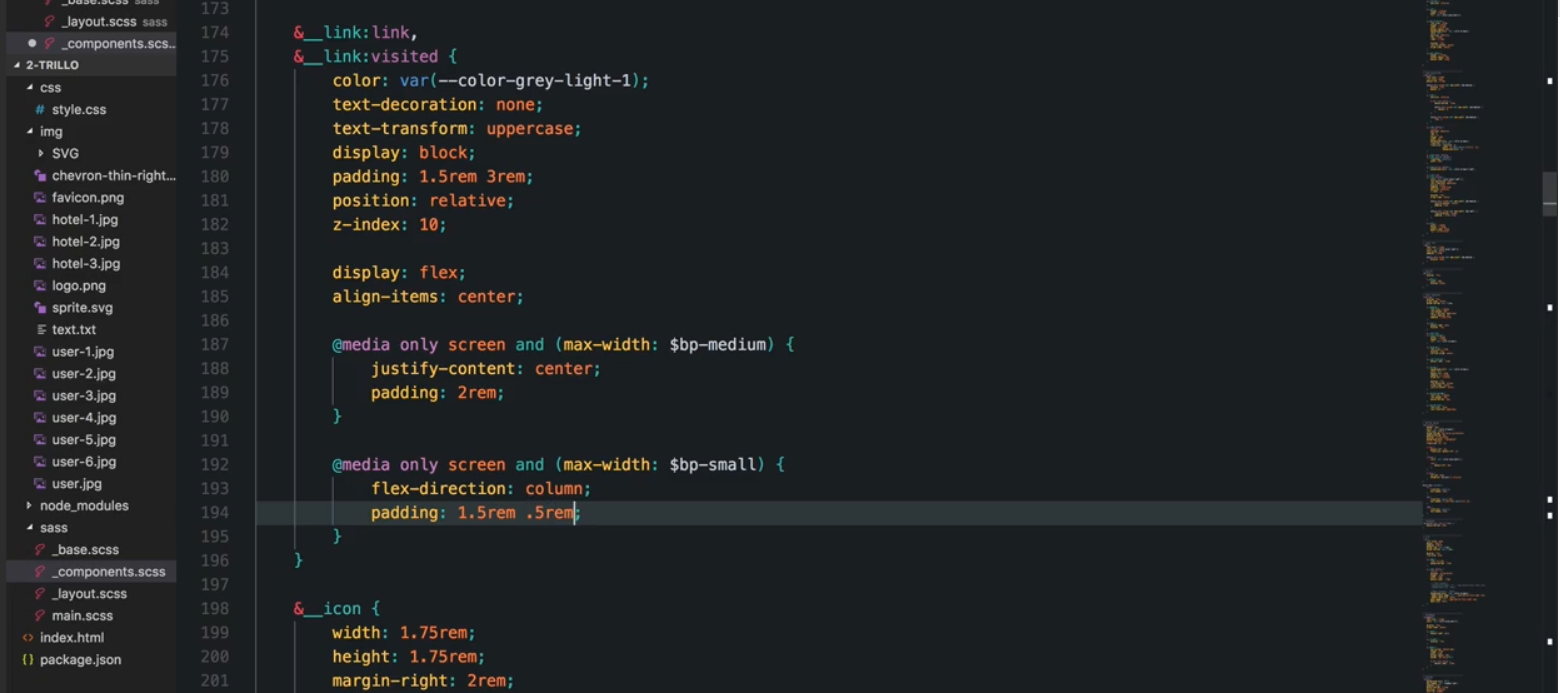 _base.scss sass
_layout.scss sass
_components.scs...
2-TRILLO
css
# style.css
img
SVG
chevron-thin-right...
favicon.png
hotel-1.jpg
hotel-2.jpg
hotel-3.jpg
logo.png
sprite.svg
text.txt
user-1.jpg
user-2.jpg
user-3.jpg
user-4.jpg
user-5.jpg
user-6.jpg
user.jpg
node_modules
sass
_base.scss
_components.scss
_layout.scss
main.scss
<> index.html
{} package.json
173
174 &__link:link,
175 &__link:visited {
176 color: var(--color-grey-light-1);
177 text-decoration: none;
178 text-transform: uppercase;
179 display: block;
180 padding: 1.5rem 3rem;
181 position: relative;
182 z-index: 10;
183
184 display: flex;
185 align-items: center;
186
187 @media only screen and (max-width: $bp-medium) {
188 justify-content: center;
189 padding: 2rem;
190 }
191
192 @media only screen and (max-width: $bp-small) {
193 flex-direction: column;
194 padding: 1.5rem .5rem;
195 }
196 }
197
198 &__icon {
199 width: 1.75rem;
200 height: 1.75rem;
201 margin-right: 2rem;